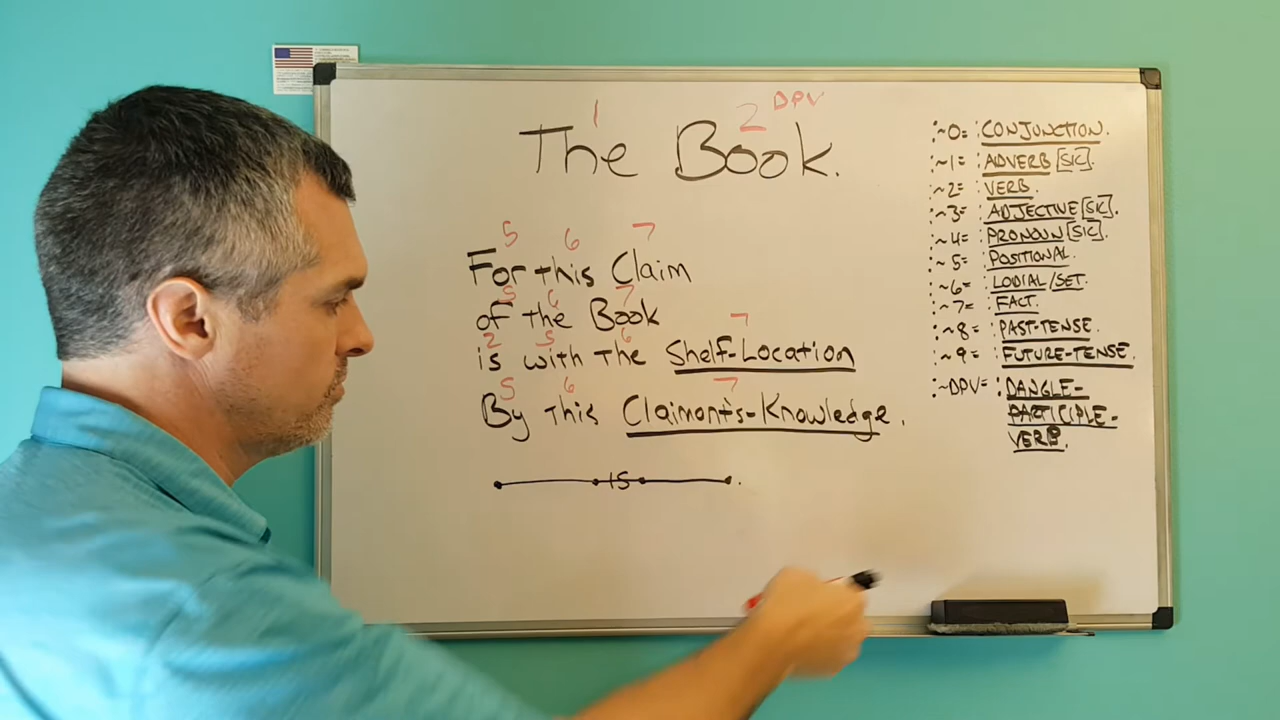 1 2 DPV
The Book.
5 6 7
For this Claim
5 6 7
of the Book
2 5 6 7
is with the Shelf-Location
5 6 7
By this Claimant's-Knowledge.
IS
:~0= :CONJUNCTION.
:~1= :ADVERB [SIC].
:~2= :VERB.
:~3= :ADJECTIVE [SIC].
:~4= :PRONOUN [SIC].
:~5= :POSITIONAL.
:~6= :LODIAL/SET.
:~7= :FACT.
:~8= :PAST-TENSE.
:~9= :FUTURE-TENSE.
:~DPV= :DANGLE-
PARTICIPLE-
VERB.